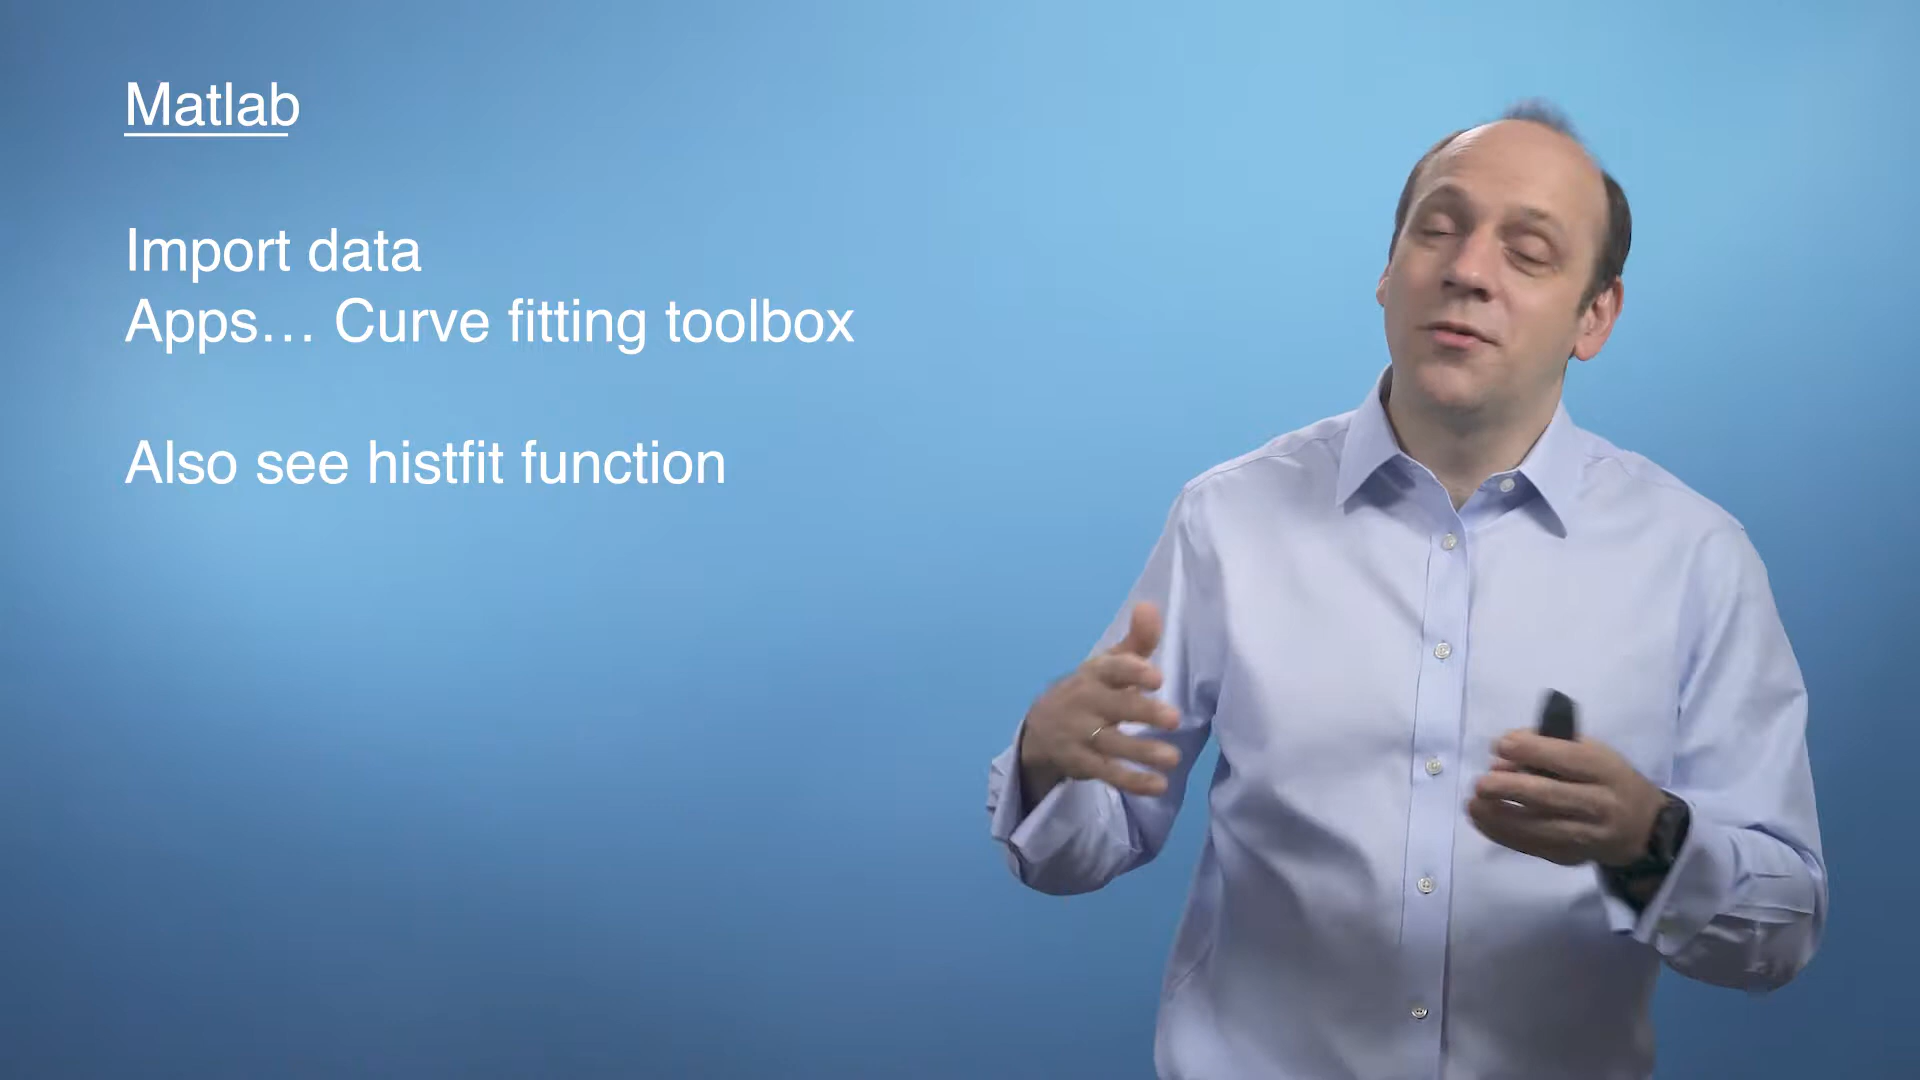 Matlab
Import data
Apps… Curve fitting toolbox
Also see histfit function